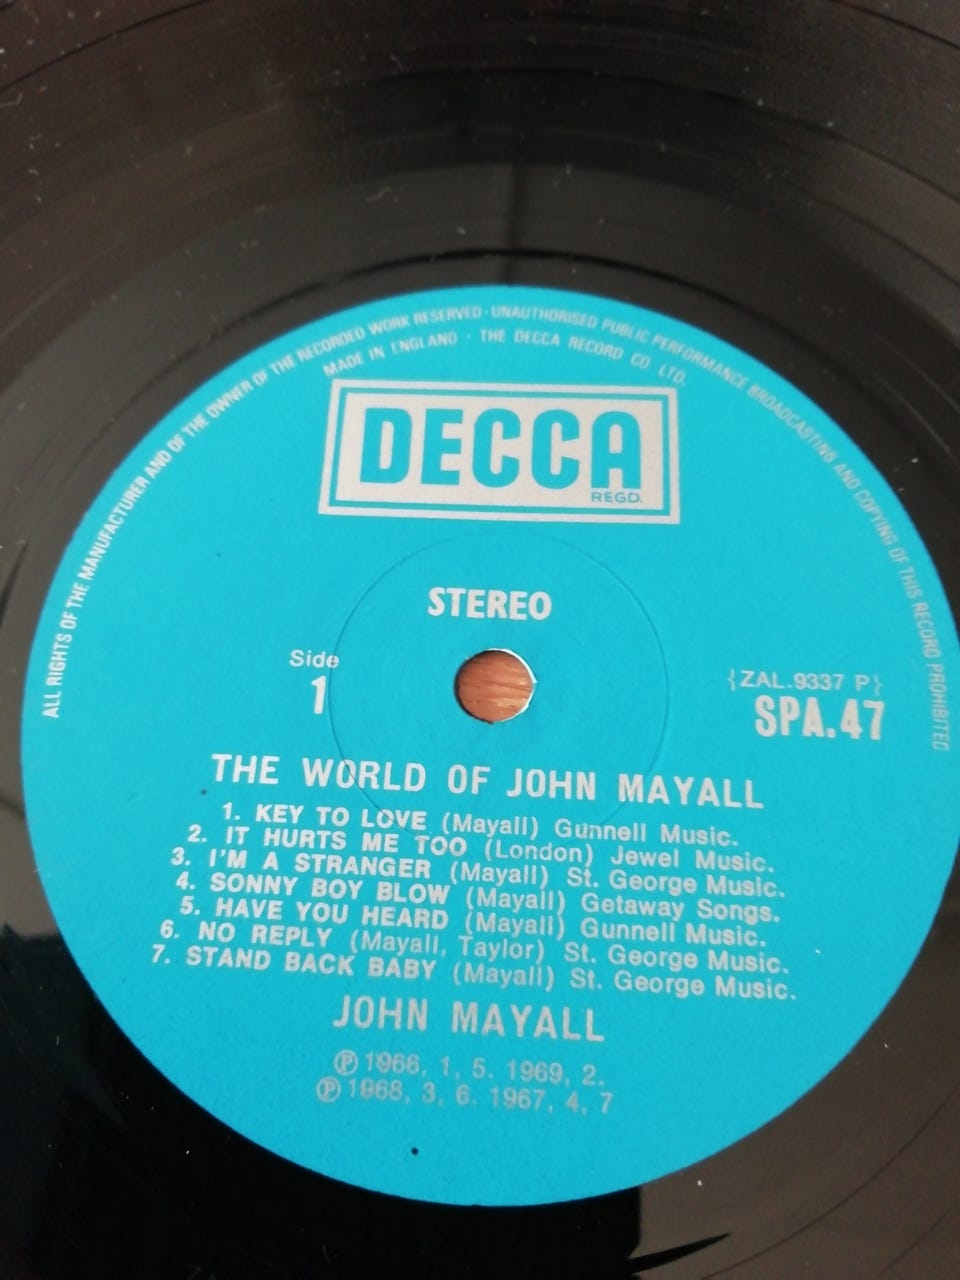 ALL RIGHTS OF THE MANUFACTURER AND OF THE OWNER OF THE RECORDED WORK RESERVED · UNAUTHORISED PUBLIC PERFORMANCE BROADCASTING AND COPYING OF THIS RECORD PROHIBITED
MADE IN ENGLAND · THE DECCA RECORD CO. LTD.
DECCA
REGD.
STEREO
Side
1
{ZAL.9337 P}
SPA.47
THE WORLD OF JOHN MAYALL
1. KEY TO LOVE (Mayall) Gunnell Music.
2. IT HURTS ME TOO (London) Jewel Music.
3. I'M A STRANGER (Mayall) St. George Music.
4. SONNY BOY BLOW (Mayall) Getaway Songs.
5. HAVE YOU HEARD (Mayall) Gunnell Music.
6. NO REPLY (Mayall, Taylor) St. George Music.
7. STAND BACK BABY (Mayall) St. George Music.
JOHN MAYALL
℗ 1966, 1, 5. 1969, 2.
℗ 1968, 3, 6. 1967, 4, 7